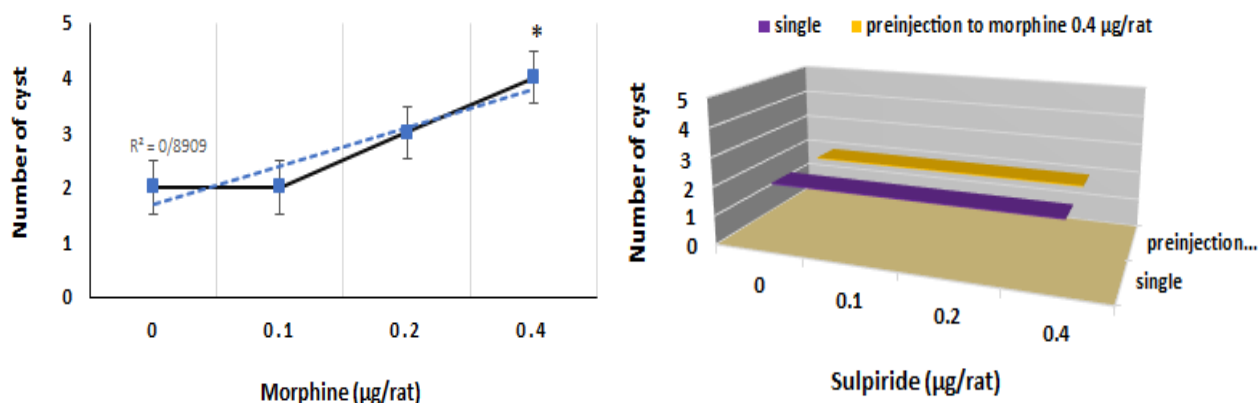 Number of cyst
5
4
3
2
1
0
R² = 0/8909
*
0 0.1 0.2 0.4
Morphine (µg/rat)
single preinjection to morphine 0.4 µg/rat
Number of cyst
5
4
3
2
1
0
0 0.1 0.2 0.4
preinjection...
single
Sulpiride (µg/rat)